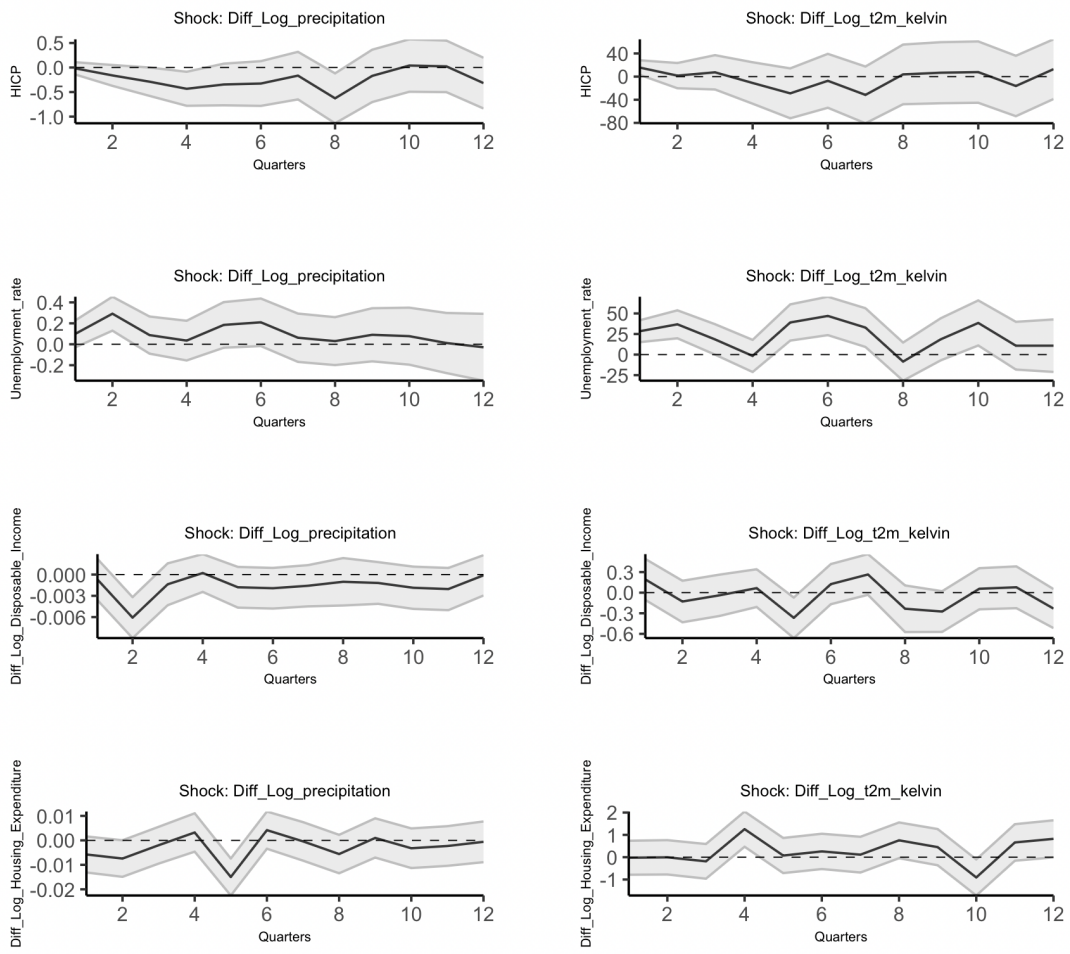 Shock: Diff_Log_precipitation
HICP
0.5
0.0
-0.5
-1.0
2 4 6 8 10 12
Quarters
Shock: Diff_Log_t2m_kelvin
HICP
40
0
-40
-80
2 4 6 8 10 12
Quarters
Shock: Diff_Log_precipitation
Unemployment_rate
0.4
0.2
0.0
-0.2
2 4 6 8 10 12
Quarters
Shock: Diff_Log_t2m_kelvin
Unemployment_rate
50
25
0
-25
2 4 6 8 10 12
Quarters
Shock: Diff_Log_precipitation
Diff_Log_Disposable_Income
0.000
-0.003
-0.006
2 4 6 8 10 12
Quarters
Shock: Diff_Log_t2m_kelvin
Diff_Log_Disposable_Income
0.3
0.0
-0.3
-0.6
2 4 6 8 10 12
Quarters
Shock: Diff_Log_precipitation
Diff_Log_Housing_Expenditure
0.01
0.00
-0.01
-0.02
2 4 6 8 10 12
Quarters
Shock: Diff_Log_t2m_kelvin
Diff_Log_Housing_Expenditure
2
1
0
-1
2 4 6 8 10 12
Quarters